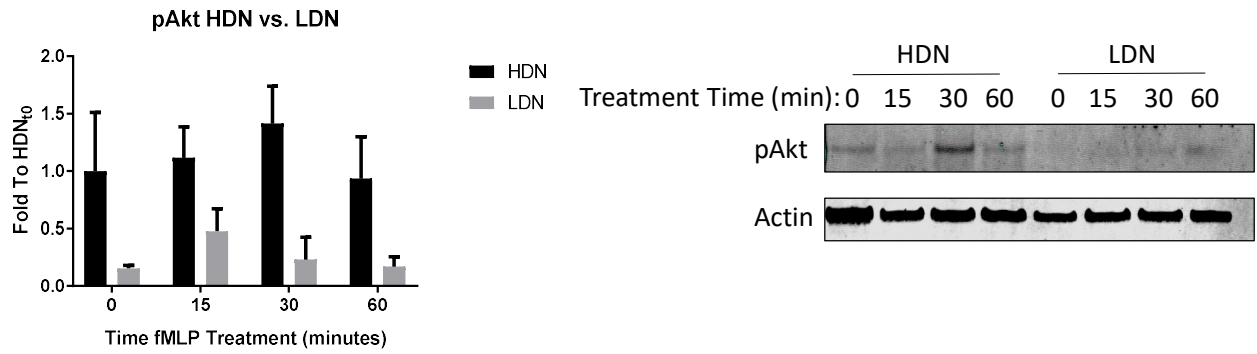 pAkt HDN vs. LDN
2.0
1.5
1.0
0.5
0.0
Fold To HDNt0
0 15 30 60
Time fMLP Treatment (minutes)
HDN
LDN
HDN LDN
Treatment Time (min): 0 15 30 60 0 15 30 60
pAkt
Actin